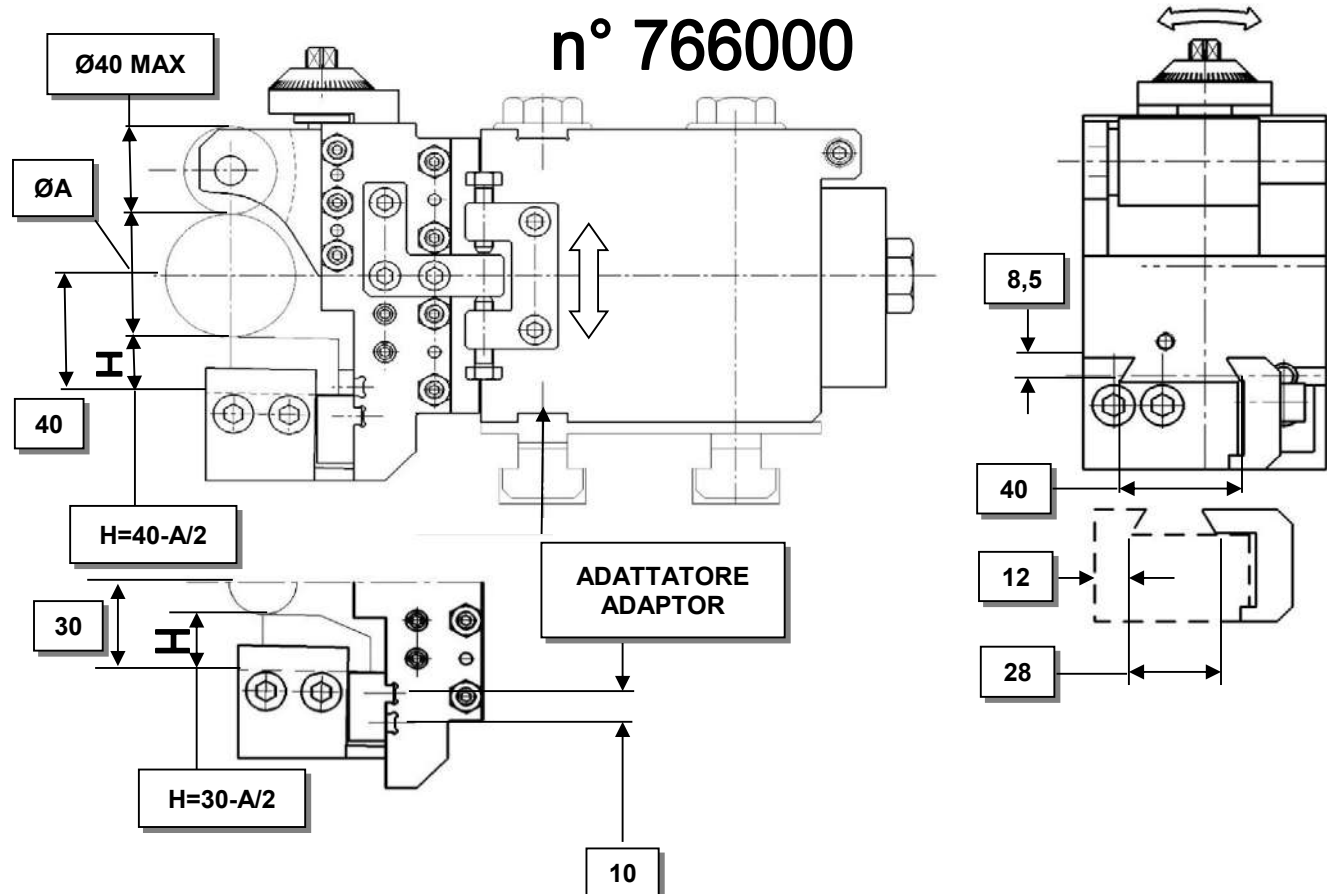 n° 766000
Ø40 MAX
ØA
H
40
H=40-A/2
30
H
H=30-A/2
ADATTATORE
ADAPTOR
10
8,5
40
12
28